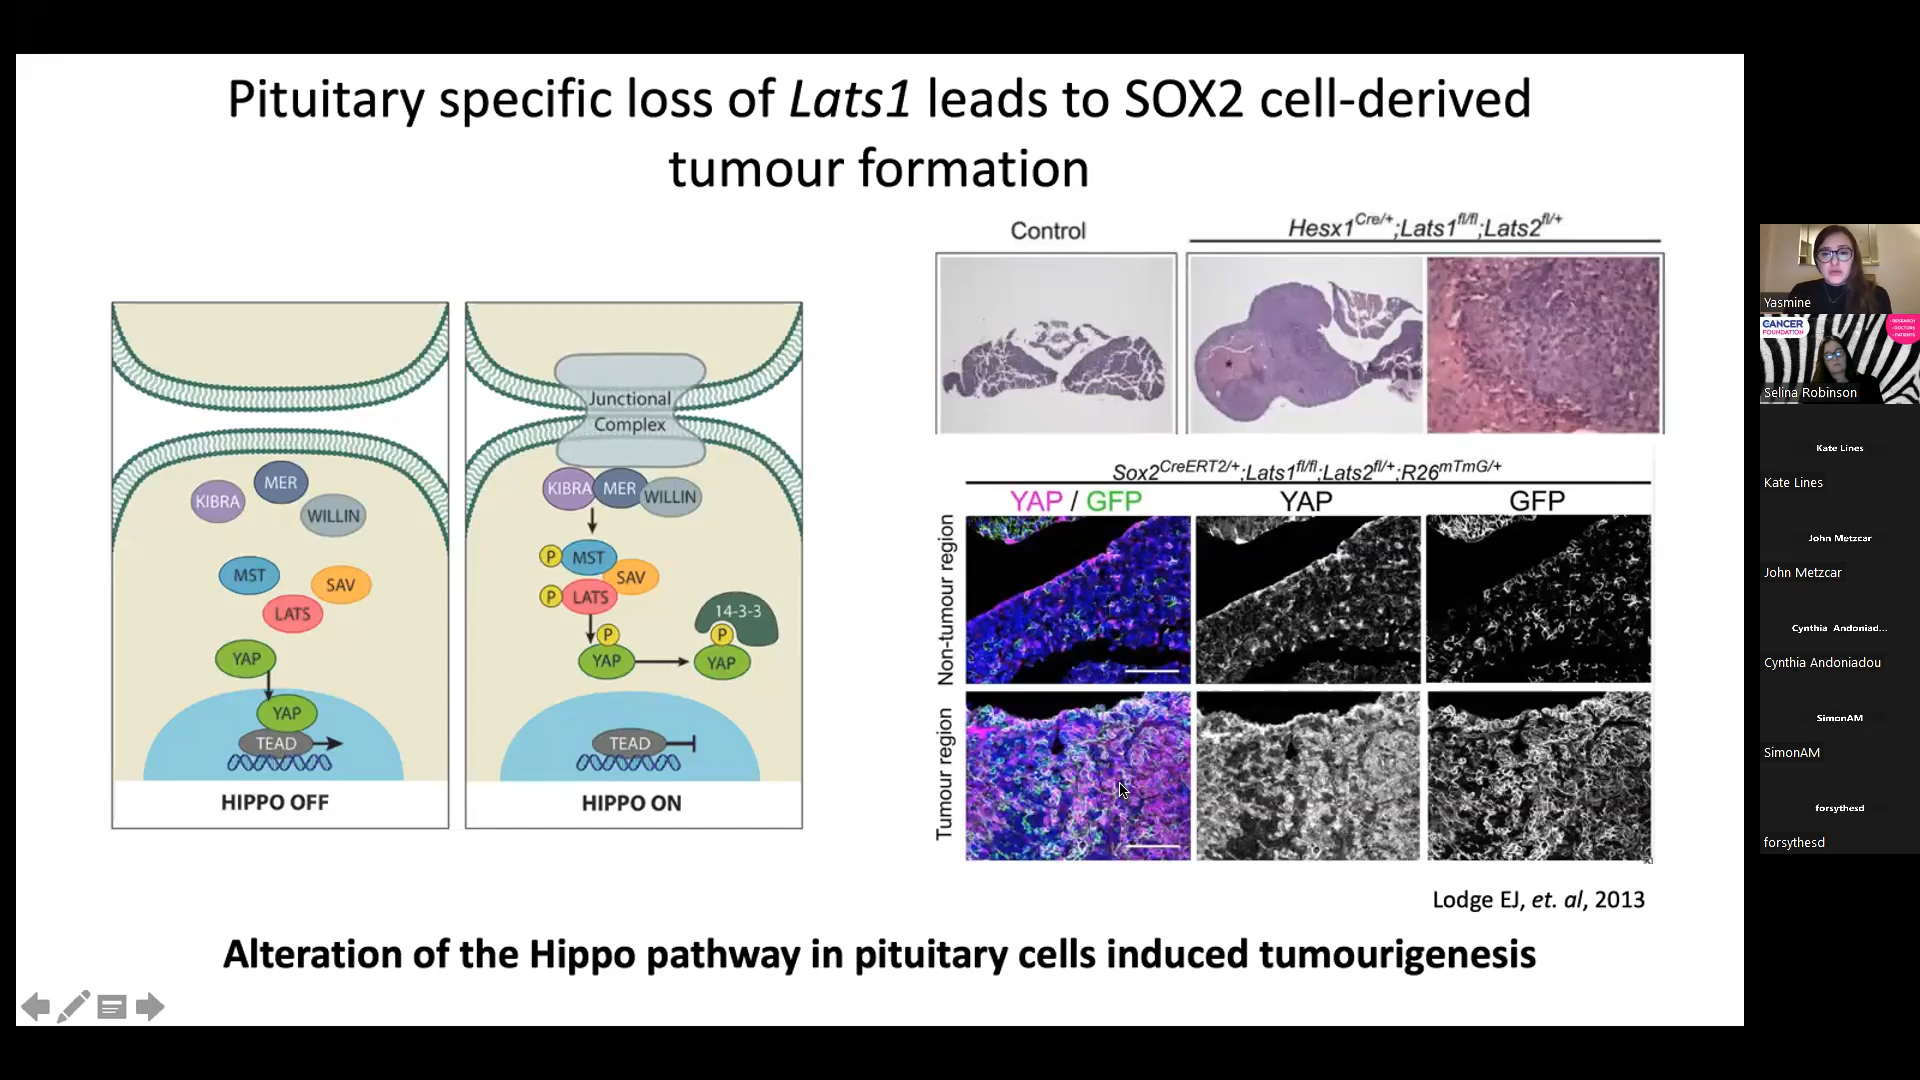 Pituitary specific loss of Lats1 leads to SOX2 cell-derived
tumour formation
Control
Hesx1Cre/+;Lats1fl/fl;Lats2fl/+
Junctional
Complex
KIBRA
MER
WILLIN
MST
SAV
LATS
YAP
YAP
TEAD
HIPPO OFF
KIBRA
MER
WILLIN
P
MST
SAV
P
LATS
P
YAP
14-3-3
P
YAP
TEAD
HIPPO ON
Sox2CreERT2/+;Lats1fl/fl;Lats2fl/+;R26mTmG/+
YAP / GFP
YAP
GFP
Non-tumour region
Tumour region
Lodge EJ, et. al, 2013
Alteration of the Hippo pathway in pituitary cells induced tumourigenesis
Yasmine
CANCER
FOUNDATION
• RESEARCH
• DOCTORS
• PATIENTS
Selina Robinson
Kate Lines
Kate Lines
John Metzcar
John Metzcar
Cynthia Andoniad...
Cynthia Andoniadou
SimonAM
SimonAM
forsythesd
forsythesd